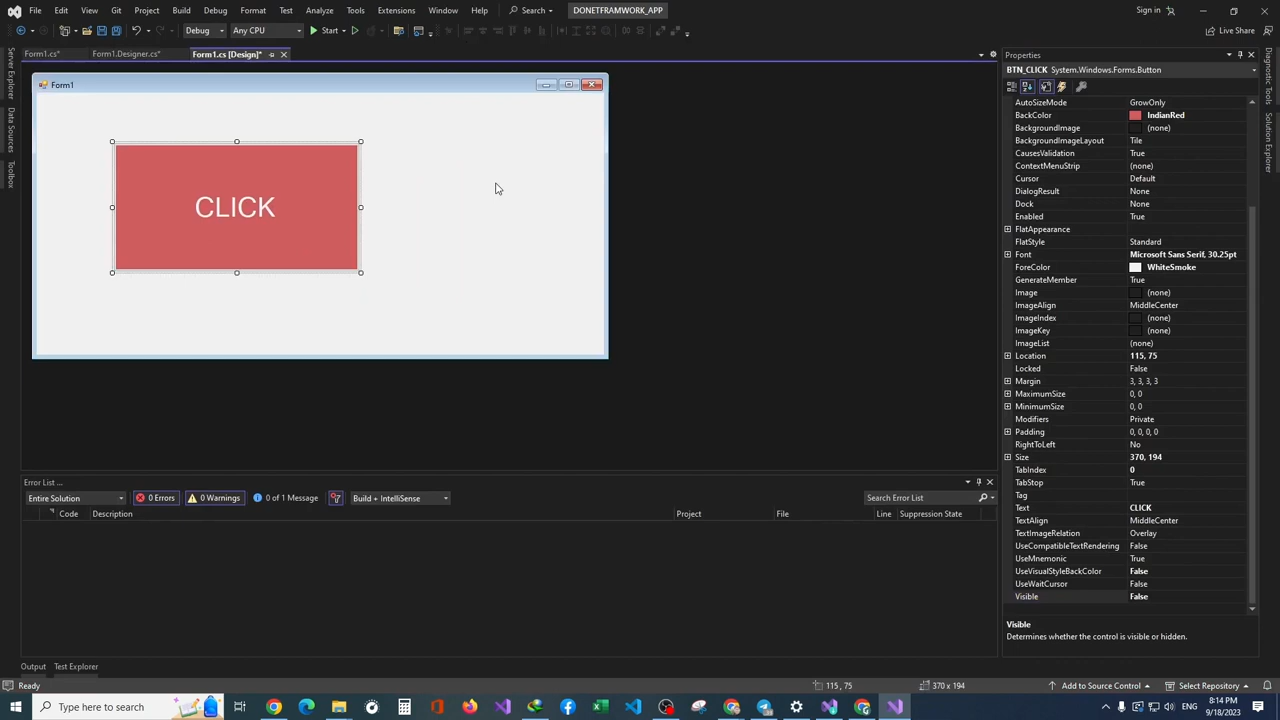 File Edit View Git Project Build Debug Format Test Analyze Tools Extensions Window Help Search DONETFRAMWORK_APP Sign in
Debug Any CPU Start Live Share
Form1.cs* Form1.Designer.cs* Form1.cs [Design]*
Server Explorer
Data Sources
Toolbox
Form1
CLICK
Properties
BTN_CLICK System.Windows.Forms.Button
AutoSizeMode GrowOnly
BackColor IndianRed
BackgroundImage (none)
BackgroundImageLayout Tile
CausesValidation True
ContextMenuStrip (none)
Cursor Default
DialogResult None
Dock None
Enabled True
FlatAppearance
FlatStyle Standard
Font Microsoft Sans Serif, 30.25pt
ForeColor WhiteSmoke
GenerateMember True
Image (none)
ImageAlign MiddleCenter
ImageIndex (none)
ImageKey (none)
ImageList (none)
Location 115, 75
Locked False
Margin 3, 3, 3, 3
MaximumSize 0, 0
MinimumSize 0, 0
Modifiers Private
Padding 0, 0, 0, 0
RightToLeft No
Size 370, 194
TabIndex 0
TabStop True
Tag
Text CLICK
TextAlign MiddleCenter
TextImageRelation Overlay
UseCompatibleTextRendering False
UseMnemonic True
UseVisualStyleBackColor False
UseWaitCursor False
Visible False
Visible
Determines whether the control is visible or hidden.
Diagnostic Tools
Solution Explorer
Error List ...
Entire Solution 0 Errors 0 Warnings 0 of 1 Message Build + IntelliSense Search Error List
Code Description Project File Line Suppression State
Output Test Explorer
Ready 115, 75 370 x 194 Add to Source Control Select Repository
Type here to search
ENG 8:14 PM
9/18/2023